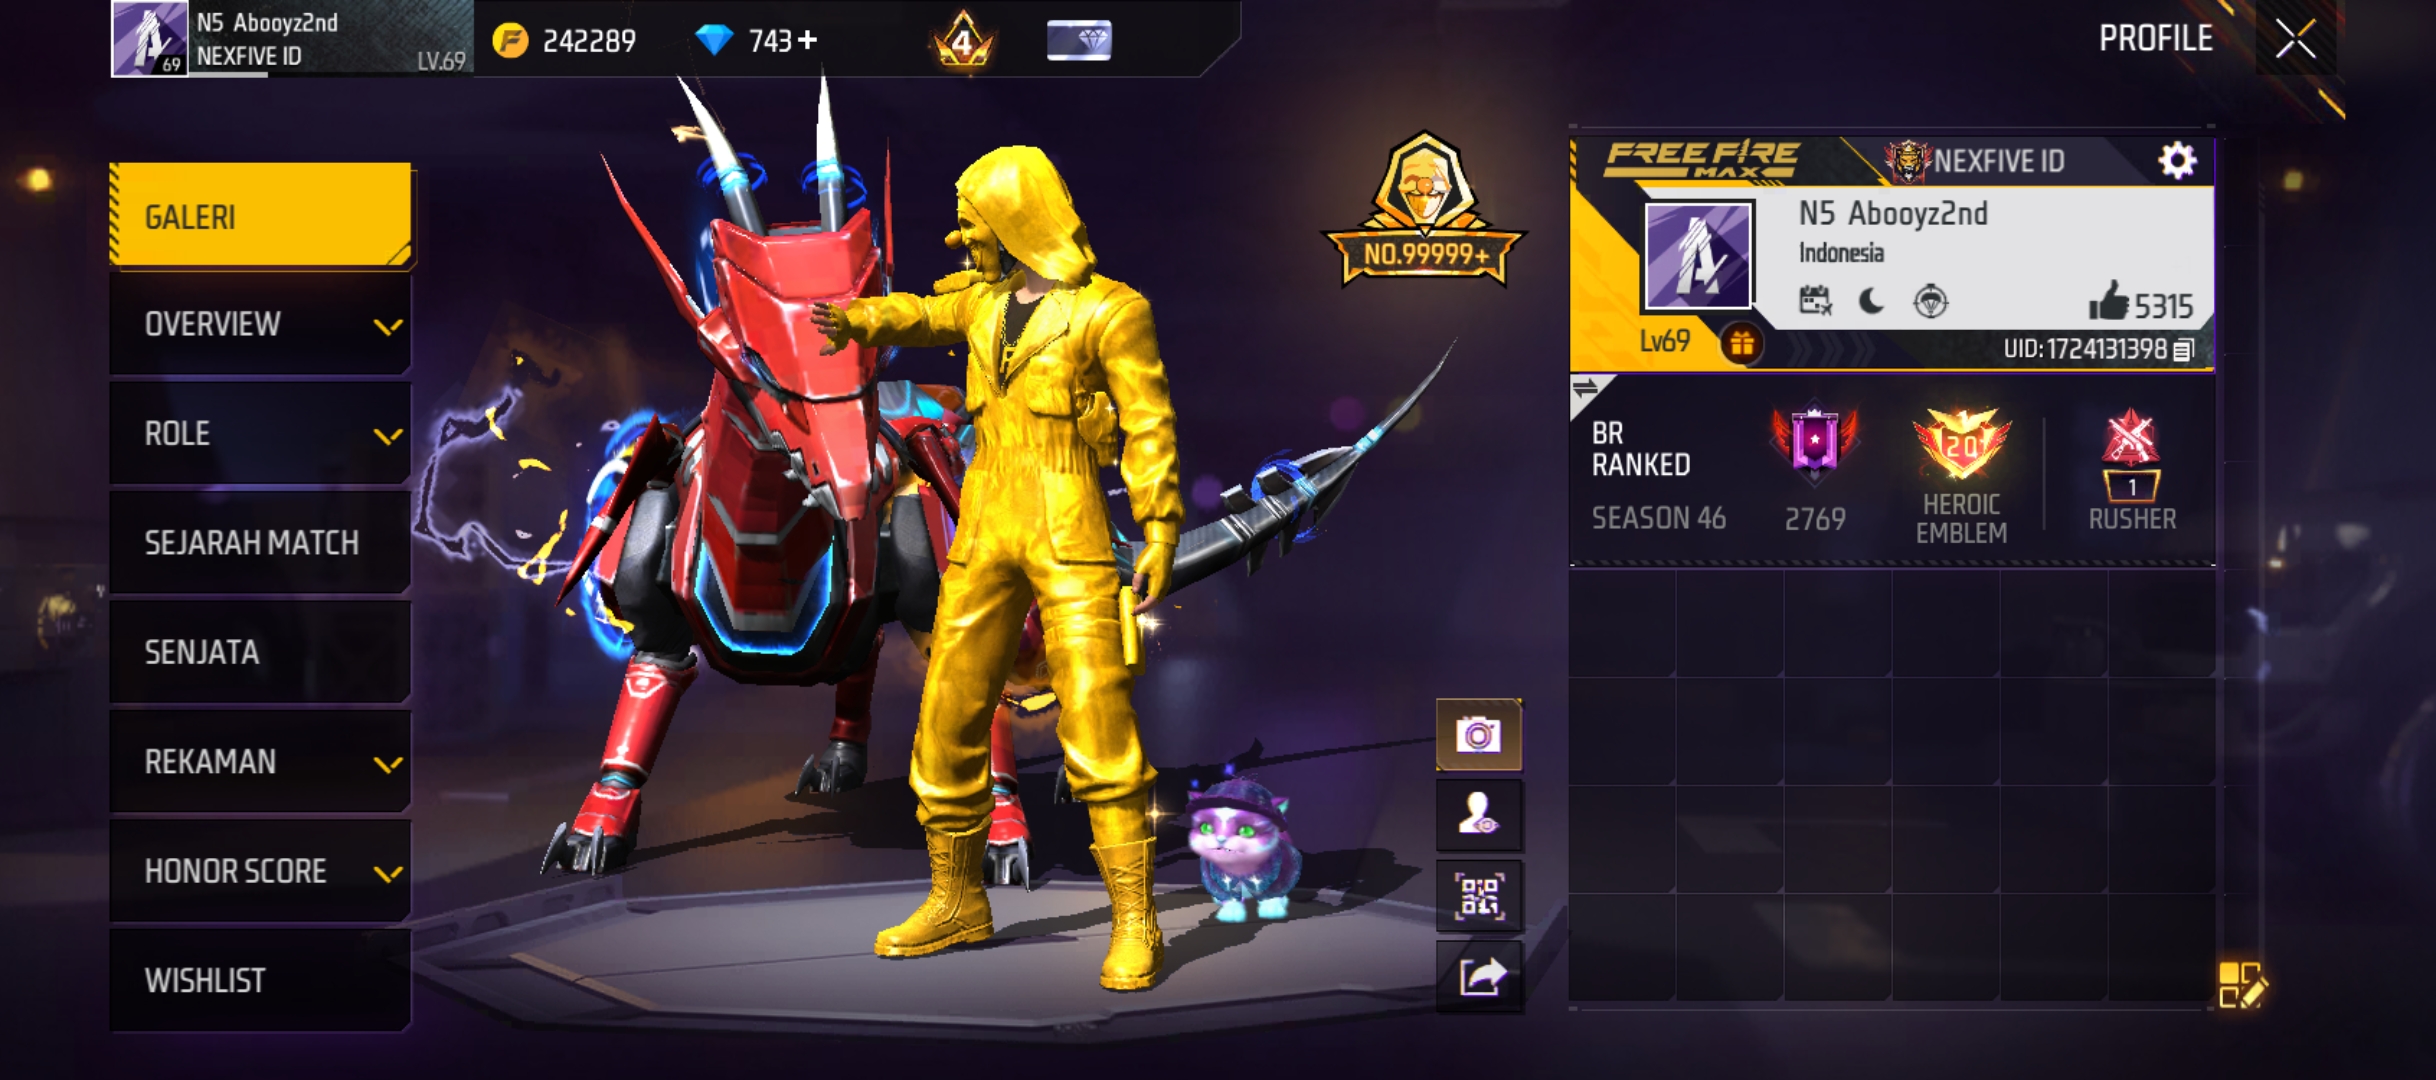 N5 Abooyz2nd
NEXFIVE ID
LV.69
69
242289
743+
4
PROFILE
GALERI
OVERVIEW
ROLE
SEJARAH MATCH
SENJATA
REKAMAN
HONOR SCORE
WISHLIST
NO.99999+
FREE FIRE
MAX
NEXFIVE ID
N5 Abooyz2nd
Indonesia
5315
Lv69
UID: 1724131398
BR
RANKED
SEASON 46
2769
20
HEROIC
EMBLEM
1
RUSHER